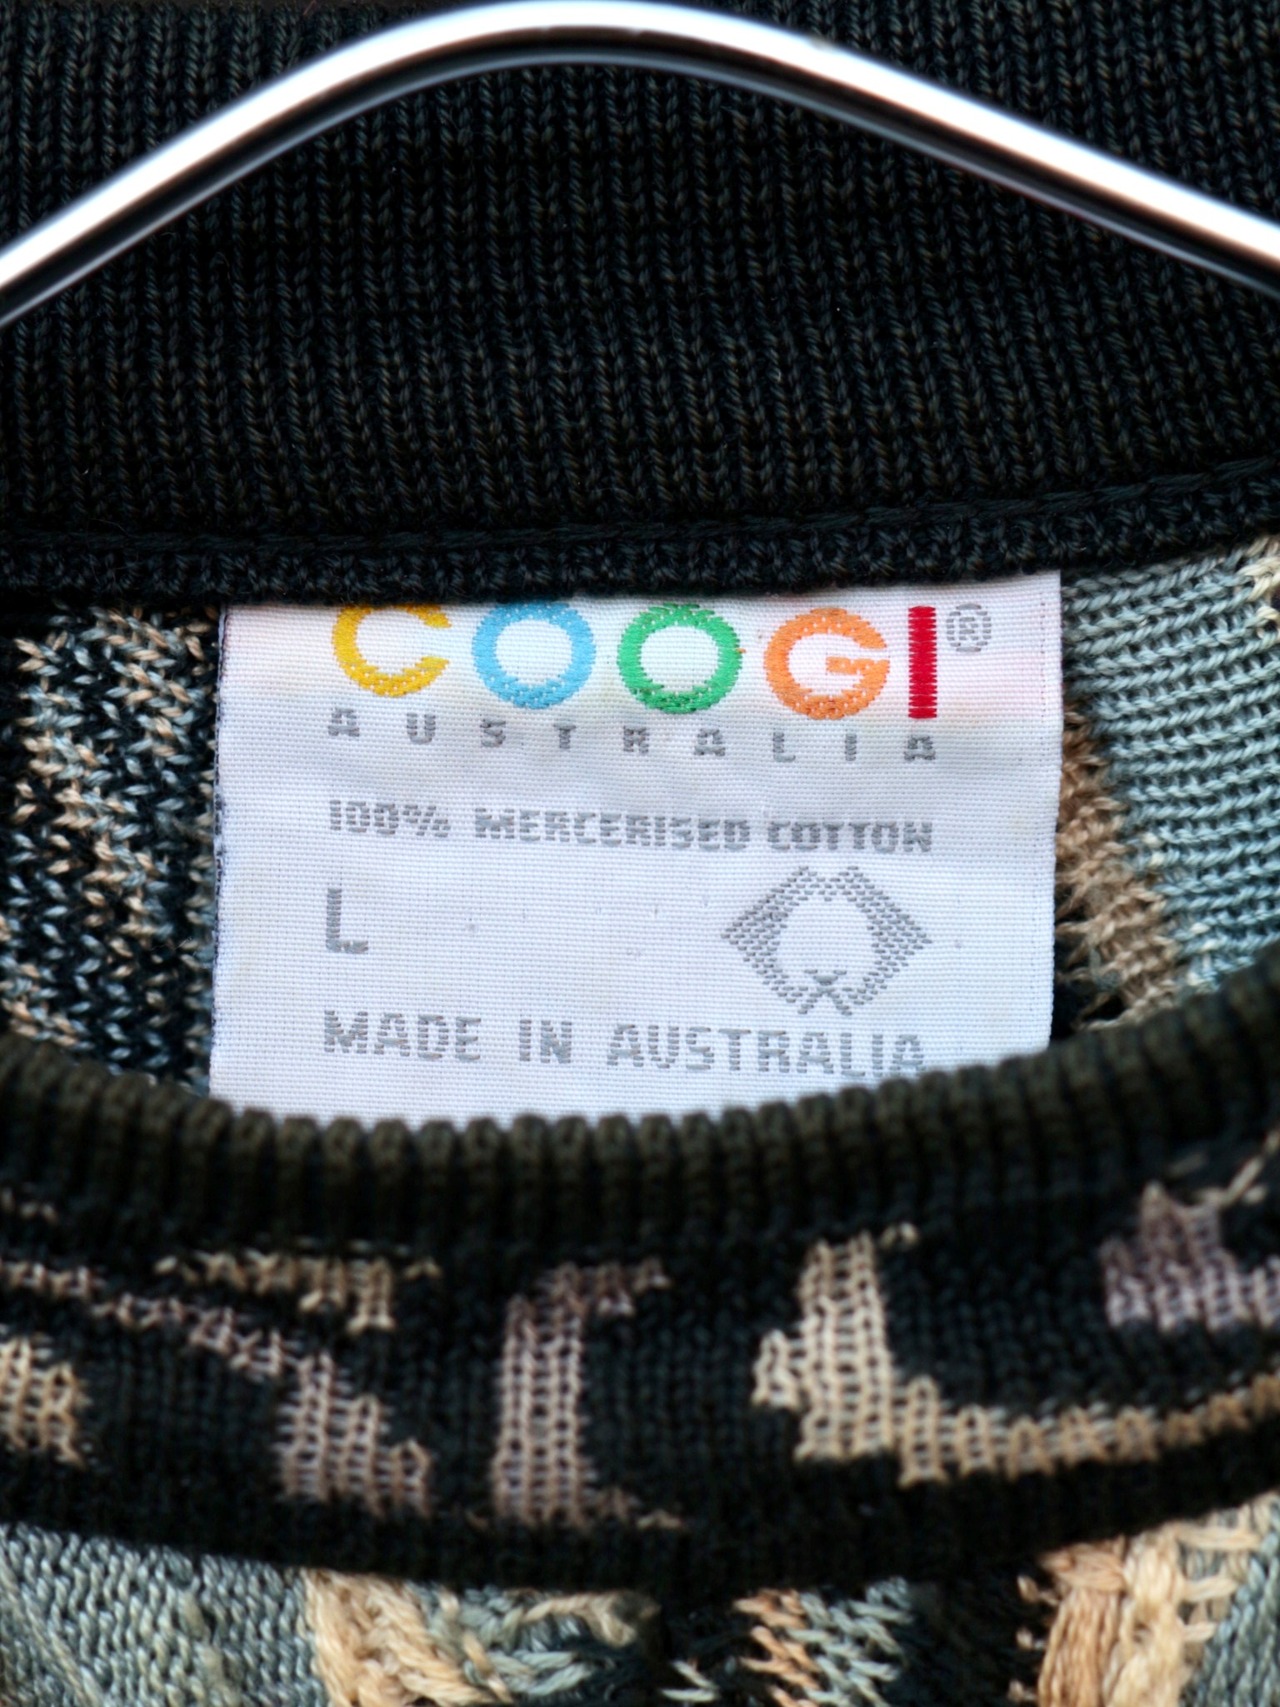 COOGI®
AUSTRALIA
100% MERCERISED COTTON
L
MADE IN AUSTRALIA